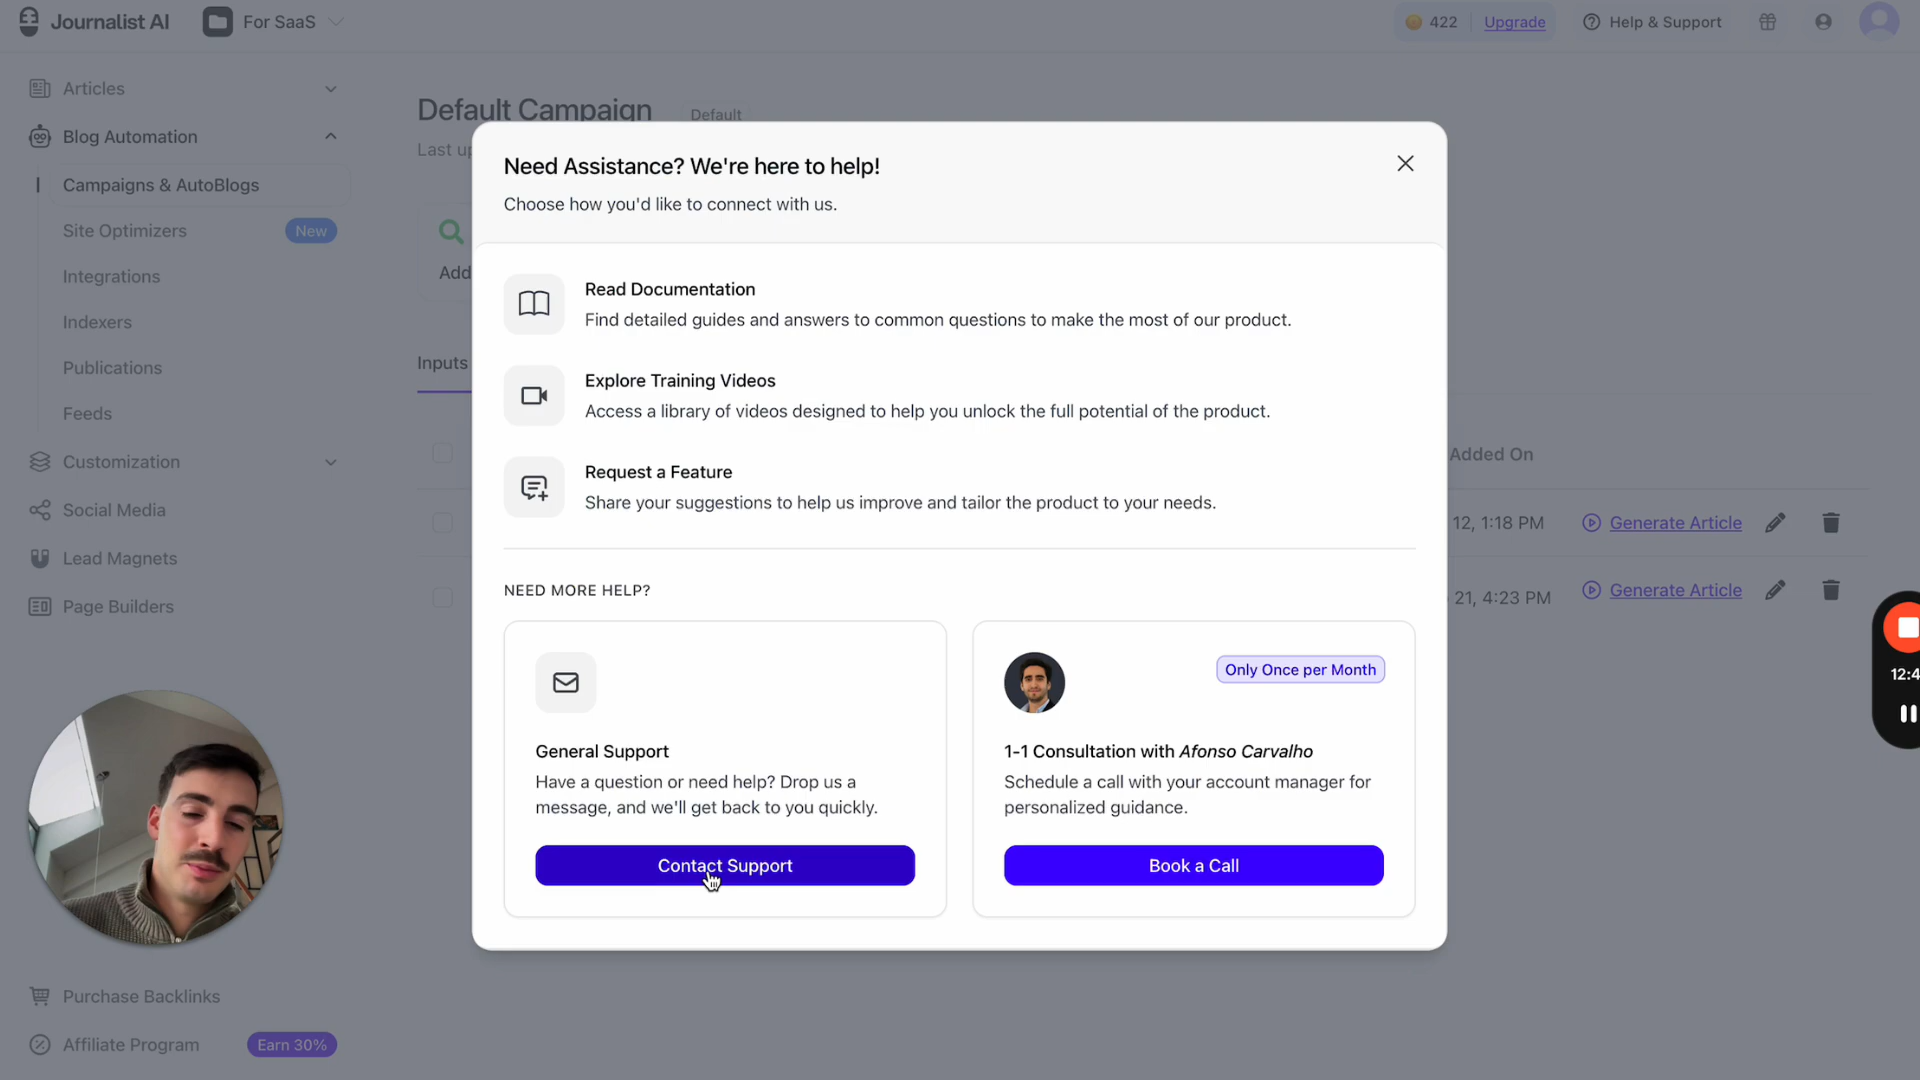 Journalist AI
For SaaS
422
Upgrade
Help & Support
Articles
Blog Automation
Campaigns & AutoBlogs
Site Optimizers
New
Integrations
Indexers
Publications
Feeds
Customization
Social Media
Lead Magnets
Page Builders
Purchase Backlinks
Affiliate Program
Earn 30%
Default Campaign
Default
Last
Add
Inputs
Need Assistance? We're here to help!
Choose how you'd like to connect with us.
Read Documentation
Find detailed guides and answers to common questions to make the most of our product.
Explore Training Videos
Access a library of videos designed to help you unlock the full potential of the product.
Request a Feature
Share your suggestions to help us improve and tailor the product to your needs.
NEED MORE HELP?
General Support
Have a question or need help? Drop us a
message, and we'll get back to you quickly.
Contact Support
Only Once per Month
1-1 Consultation with Afonso Carvalho
Schedule a call with your account manager for
personalized guidance.
Book a Call
Added On
12, 1:18 PM
Generate Article
21, 4:23 PM
Generate Article
12:4